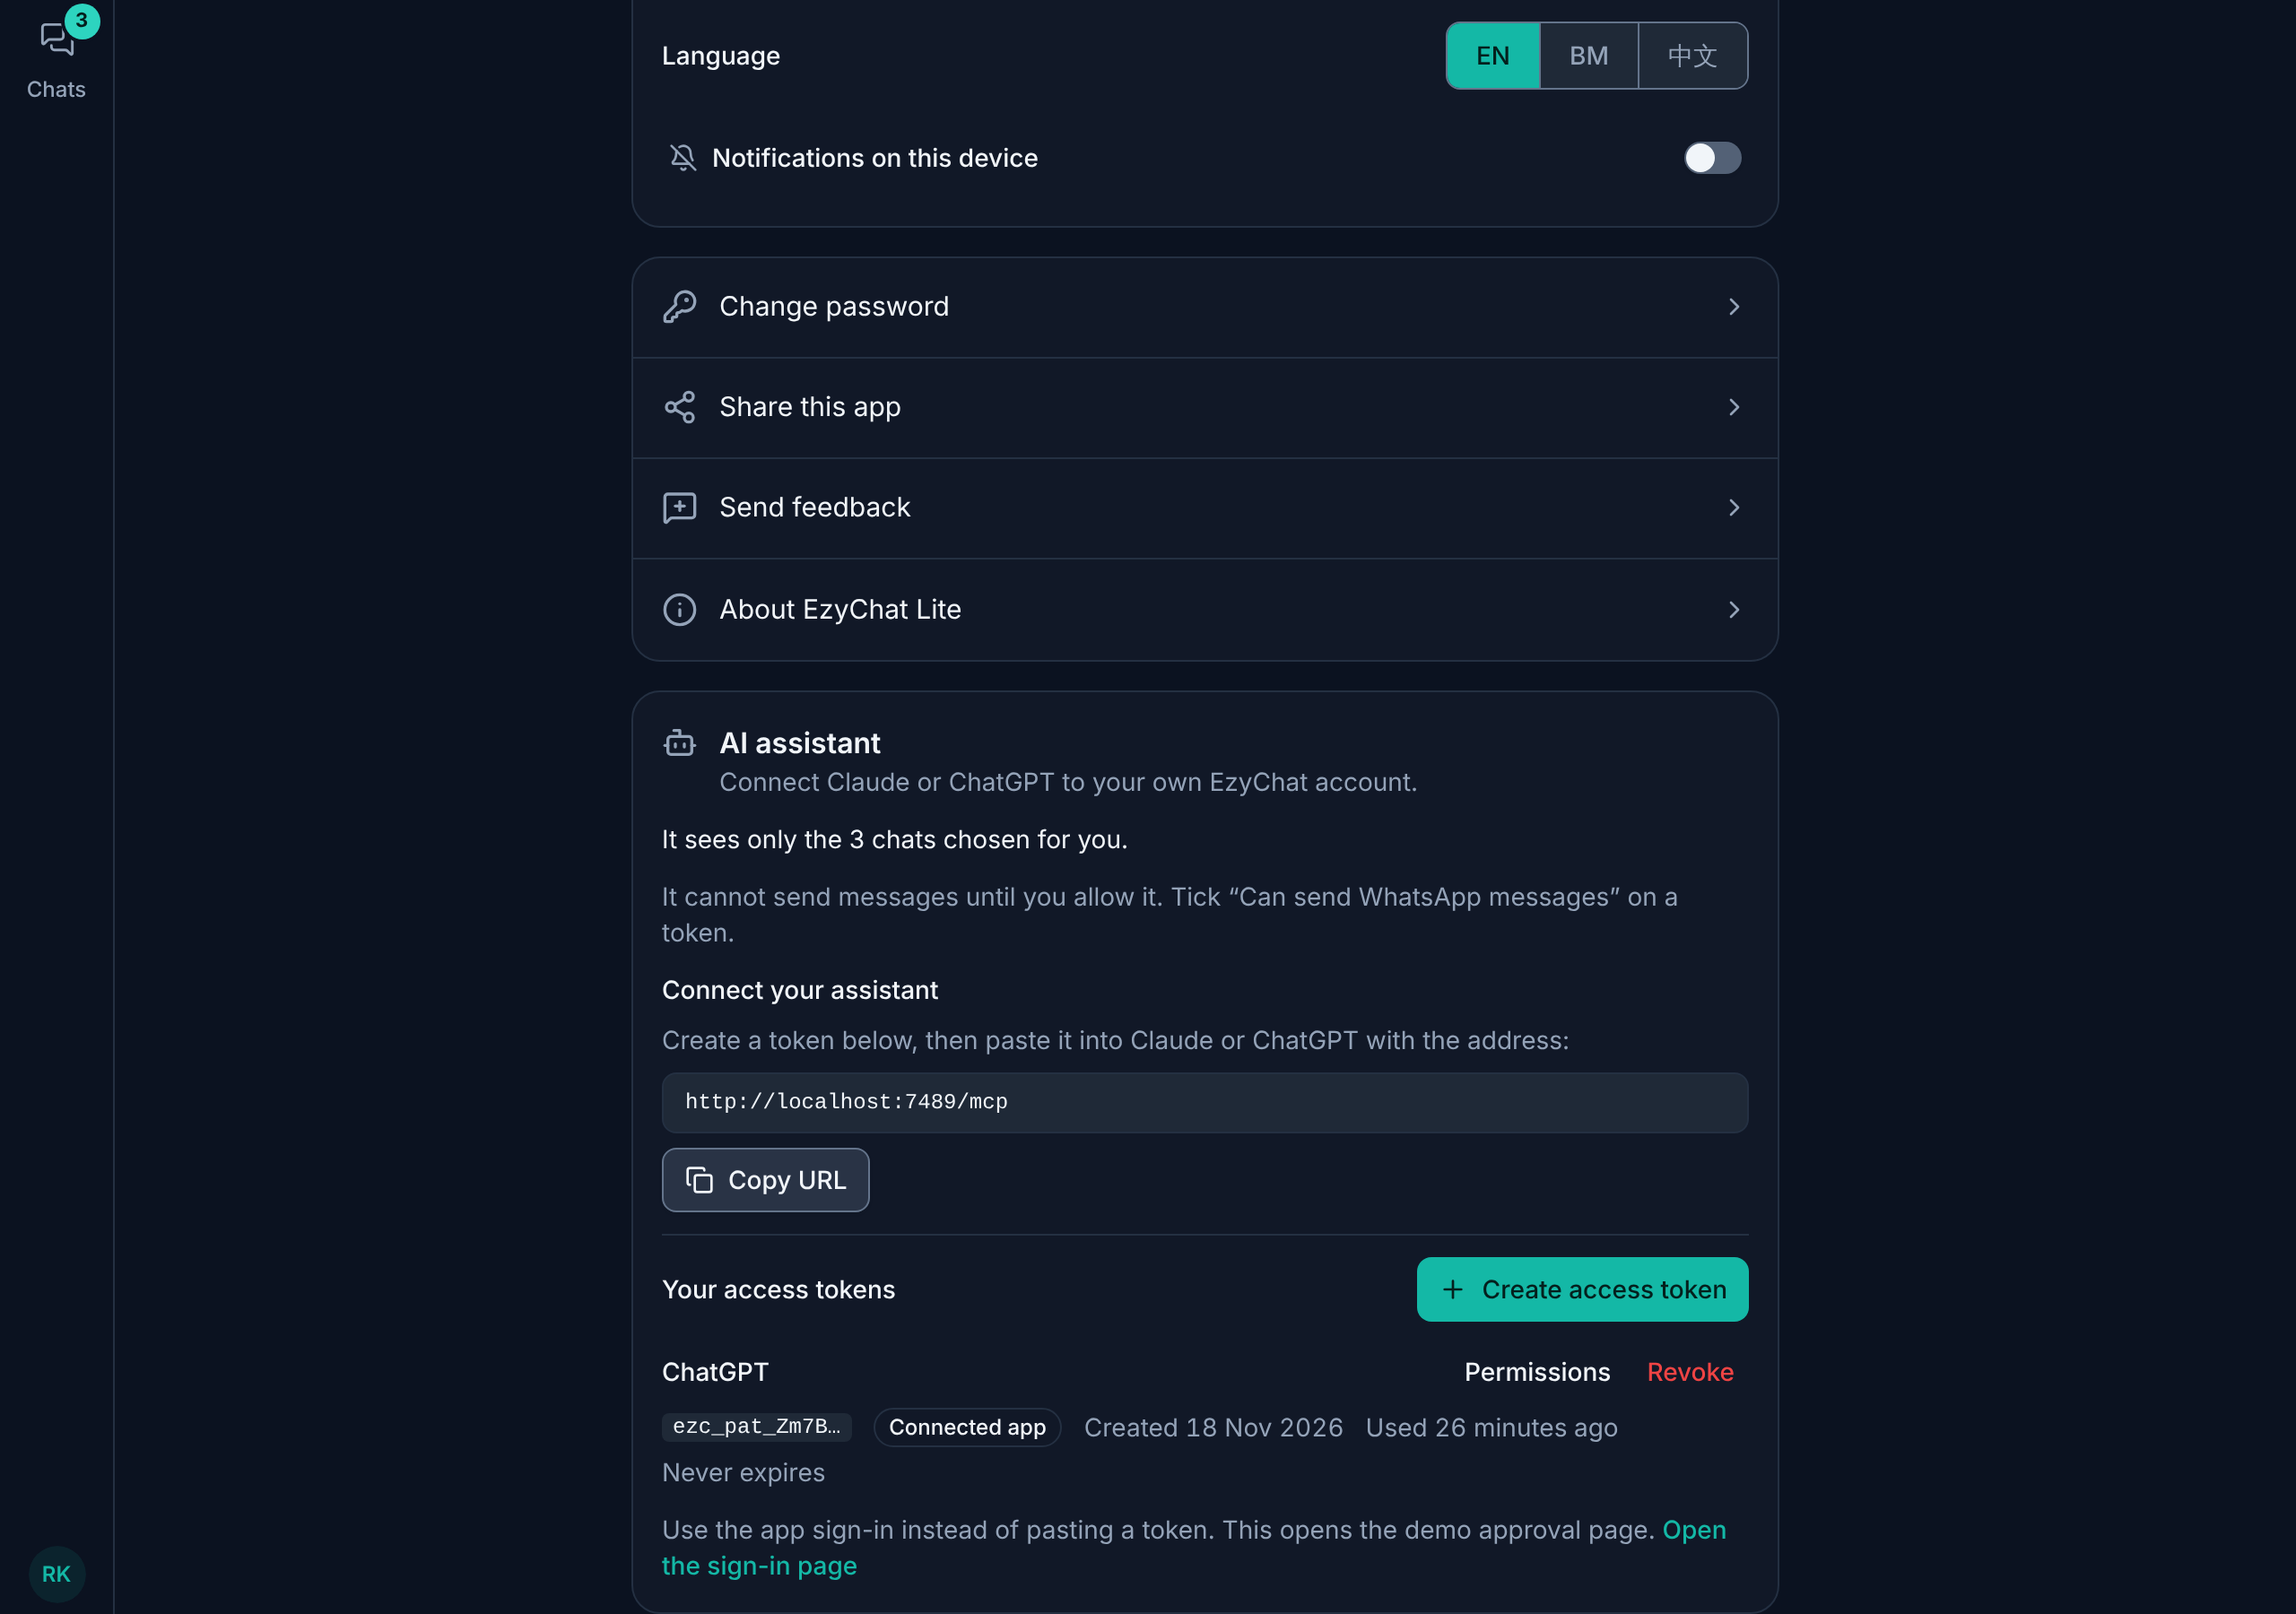 3
Chats
Language
EN
BM
中文
Notifications on this device
Change password
Share this app
Send feedback
About EzyChat Lite
AI assistant
Connect Claude or ChatGPT to your own EzyChat account.
It sees only the 3 chats chosen for you.
It cannot send messages until you allow it. Tick “Can send WhatsApp messages” on a
token.
Connect your assistant
Create a token below, then paste it into Claude or ChatGPT with the address:
http://localhost:7489/mcp
Copy URL
Your access tokens
Create access token
ChatGPT
Permissions
Revoke
ezc_pat_Zm7B…
Connected app
Created 18 Nov 2026
Used 26 minutes ago
Never expires
Use the app sign-in instead of pasting a token. This opens the demo approval page. Open
the sign-in page
RK